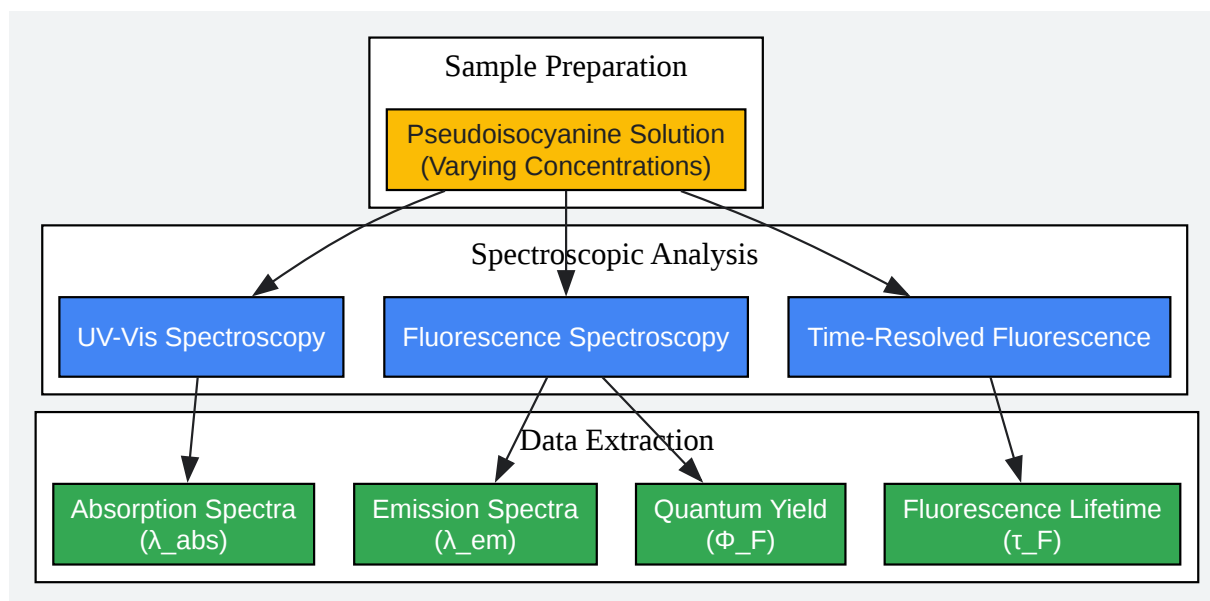 Sample Preparation
Pseudoisocyanine Solution
(Varying Concentrations)
Spectroscopic Analysis
UV-Vis Spectroscopy
Fluorescence Spectroscopy
Time-Resolved Fluorescence
Data Extraction
Absorption Spectra
(λ_abs)
Emission Spectra
(λ_em)
Quantum Yield
(Φ_F)
Fluorescence Lifetime
(τ_F)